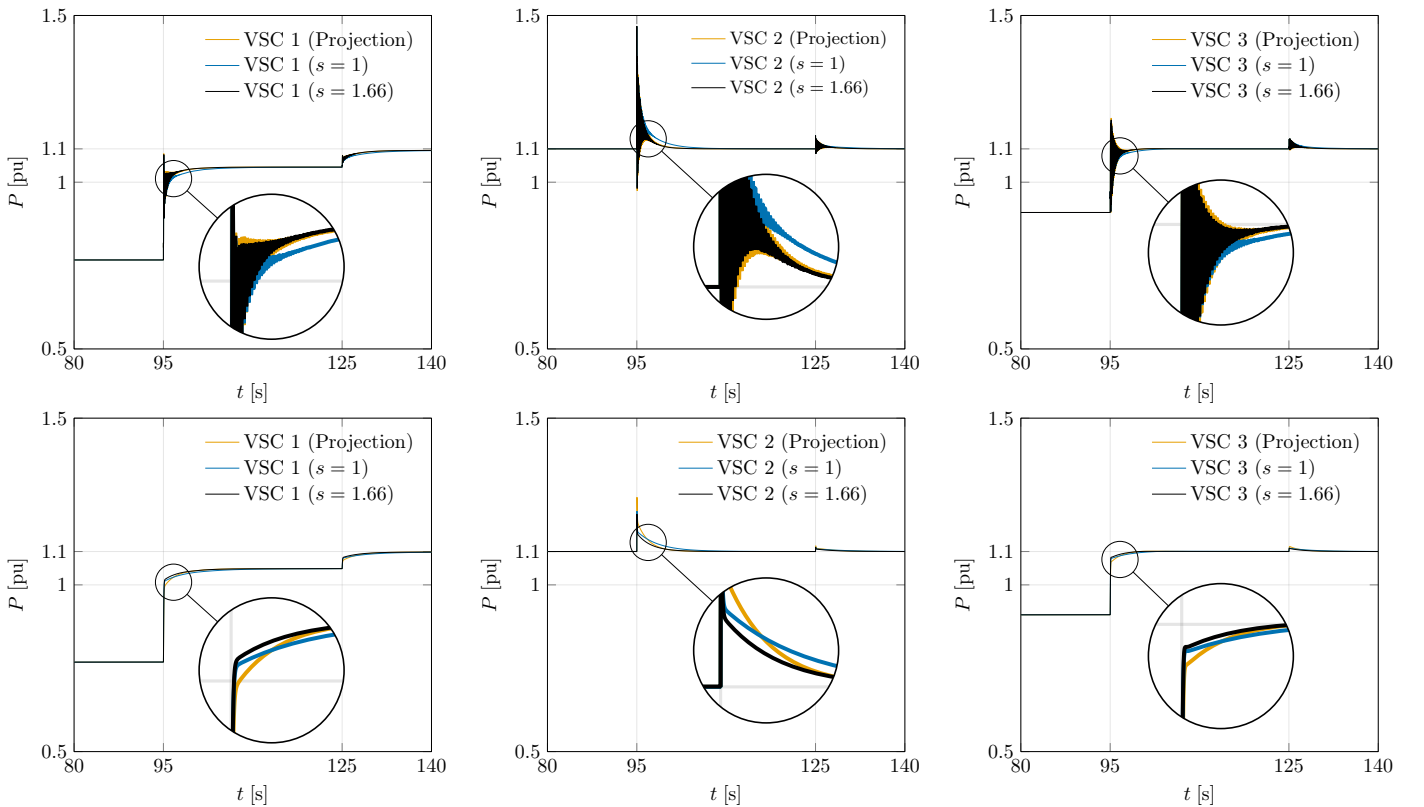 1.5
1.1
1
0.5
P [pu]
80 95 125 140
t [s]
VSC 1 (Projection)
VSC 1 (s = 1)
VSC 1 (s = 1.66)
1.5
1.1
1
0.5
P [pu]
80 95 125 140
t [s]
VSC 2 (Projection)
VSC 2 (s = 1)
VSC 2 (s = 1.66)
1.5
1.1
1
0.5
P [pu]
80 95 125 140
t [s]
VSC 3 (Projection)
VSC 3 (s = 1)
VSC 3 (s = 1.66)
1.5
1.1
1
0.5
P [pu]
80 95 125 140
t [s]
VSC 1 (Projection)
VSC 1 (s = 1)
VSC 1 (s = 1.66)
1.5
1.1
1
0.5
P [pu]
80 95 125 140
t [s]
VSC 2 (Projection)
VSC 2 (s = 1)
VSC 2 (s = 1.66)
1.5
1.1
1
0.5
P [pu]
80 95 125 140
t [s]
VSC 3 (Projection)
VSC 3 (s = 1)
VSC 3 (s = 1.66)